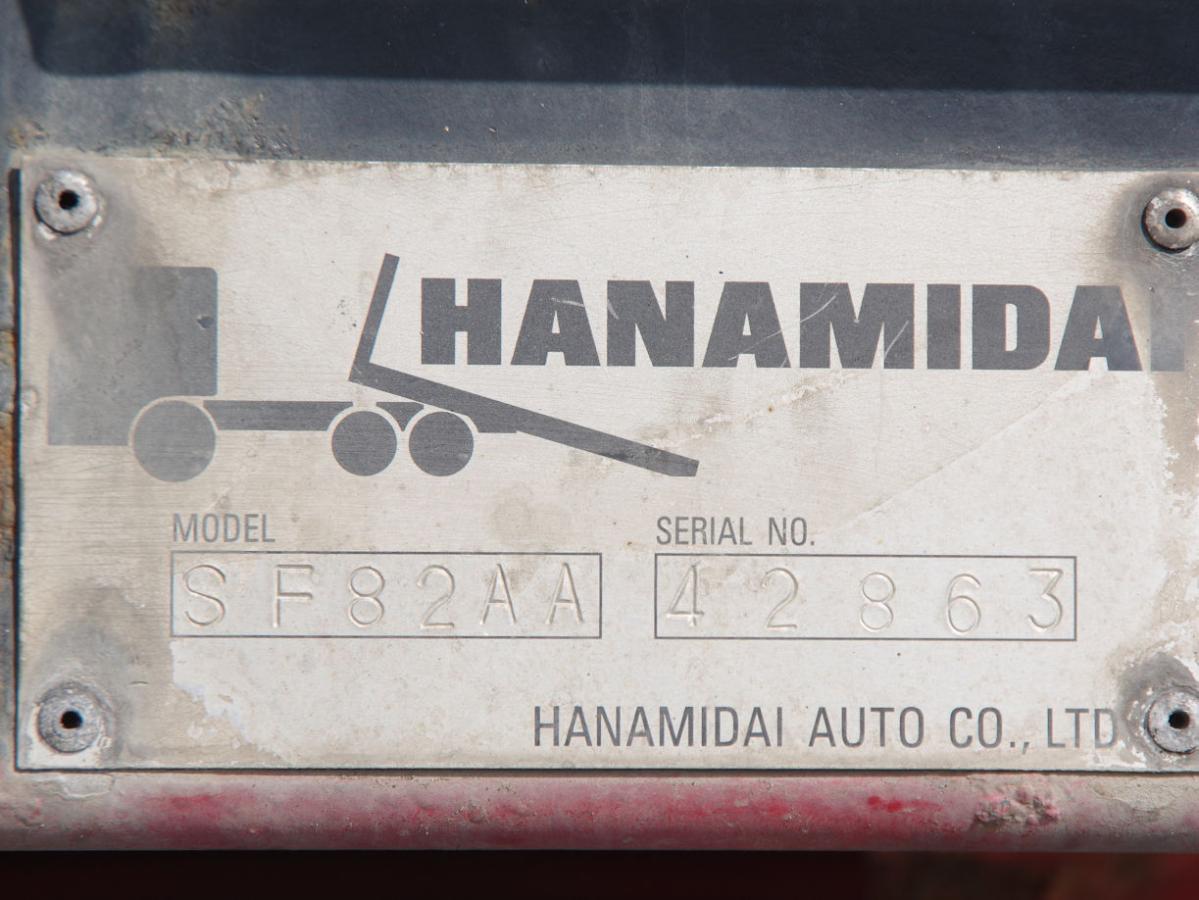 HANAMIDAI
MODEL SERIAL NO.
SF82AA 42863
HANAMIDAI AUTO CO., LTD